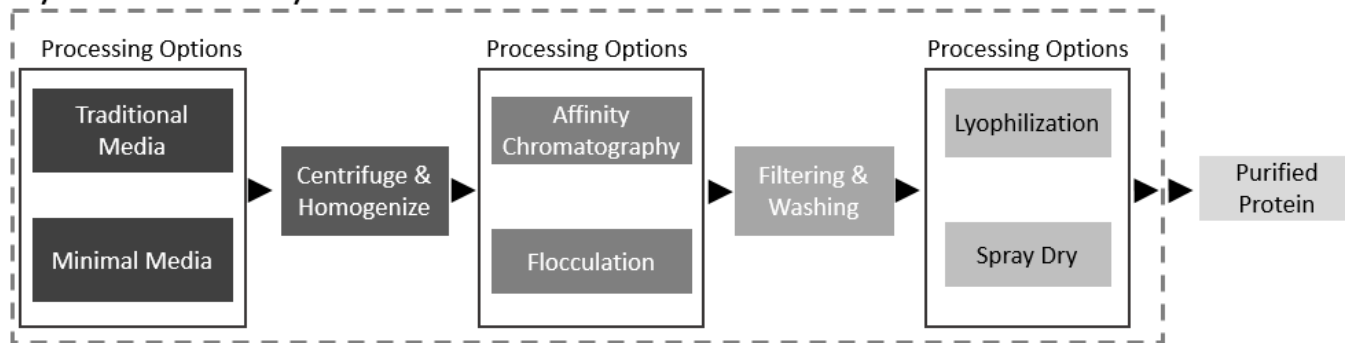 Processing Options
Traditional
Media
Minimal Media
Centrifuge &
Homogenize
Processing Options
Affinity
Chromatography
Flocculation
Filtering &
Washing
Processing Options
Lyophilization
Spray Dry
Purified
Protein